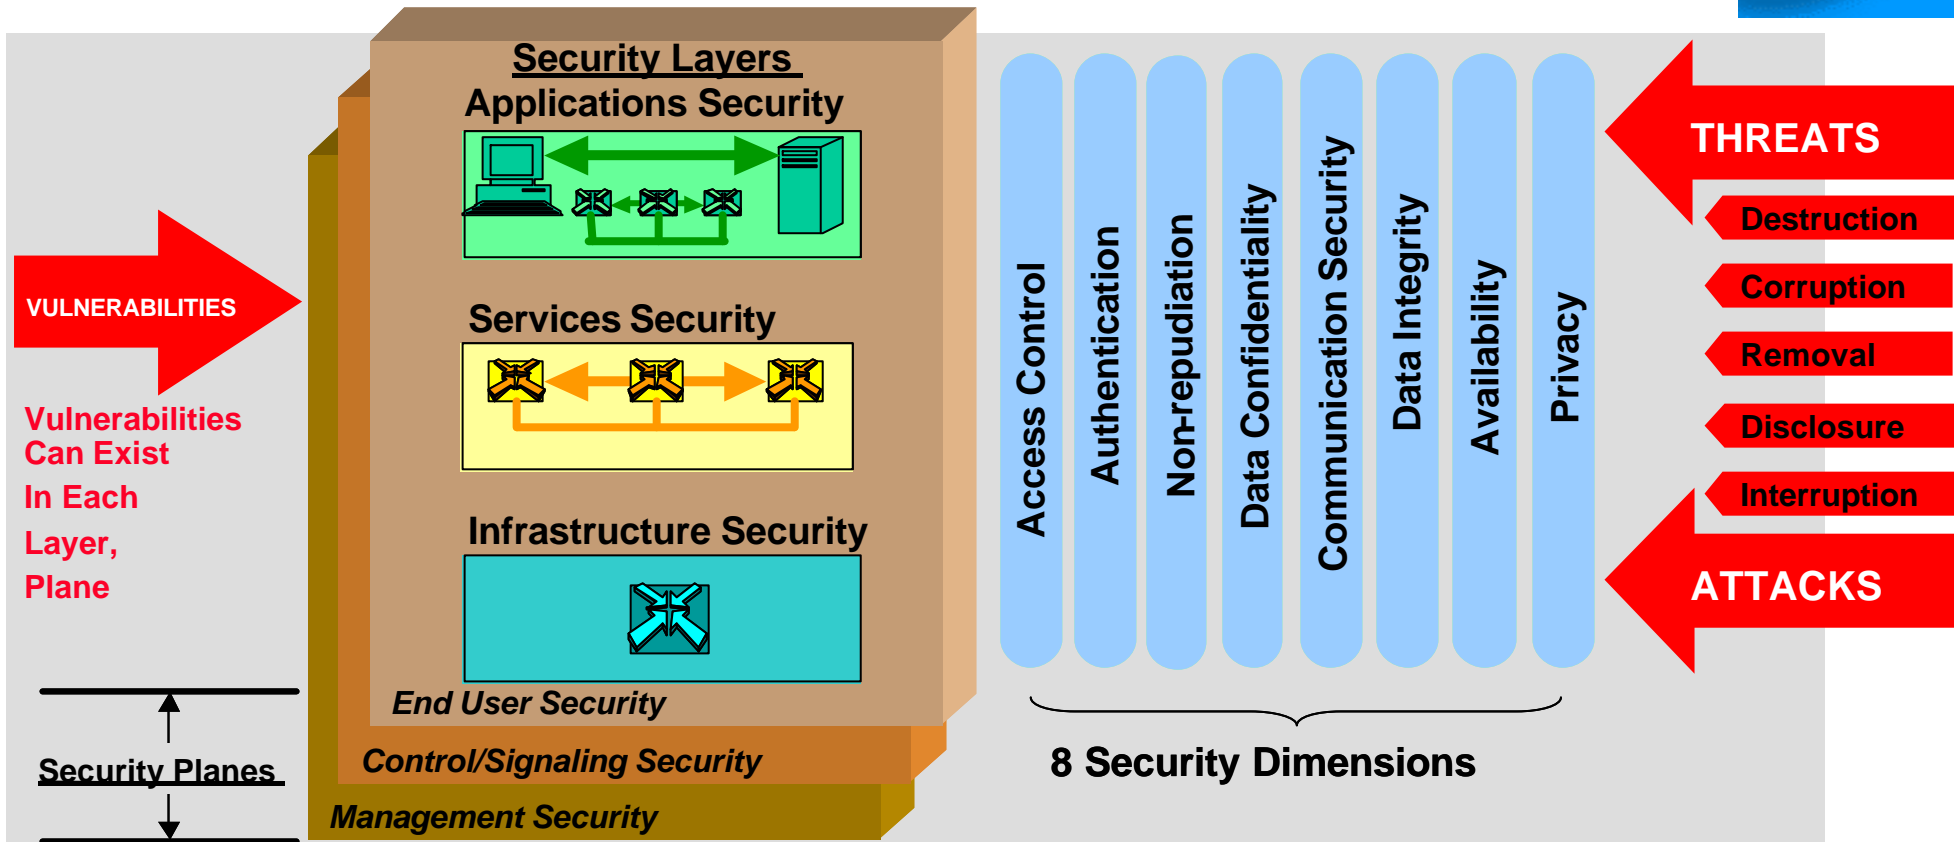 Security Layers
Applications Security
Services Security
Infrastructure Security
End User Security
Control/Signaling Security
Management Security
VULNERABILITIES
Vulnerabilities
Can Exist
In Each
Layer,
Plane
Security Planes
Access Control
Authentication
Non-repudiation
Data Confidentiality
Communication Security
Data Integrity
Availability
Privacy
8 Security Dimensions
THREATS
Destruction
Corruption
Removal
Disclosure
Interruption
ATTACKS